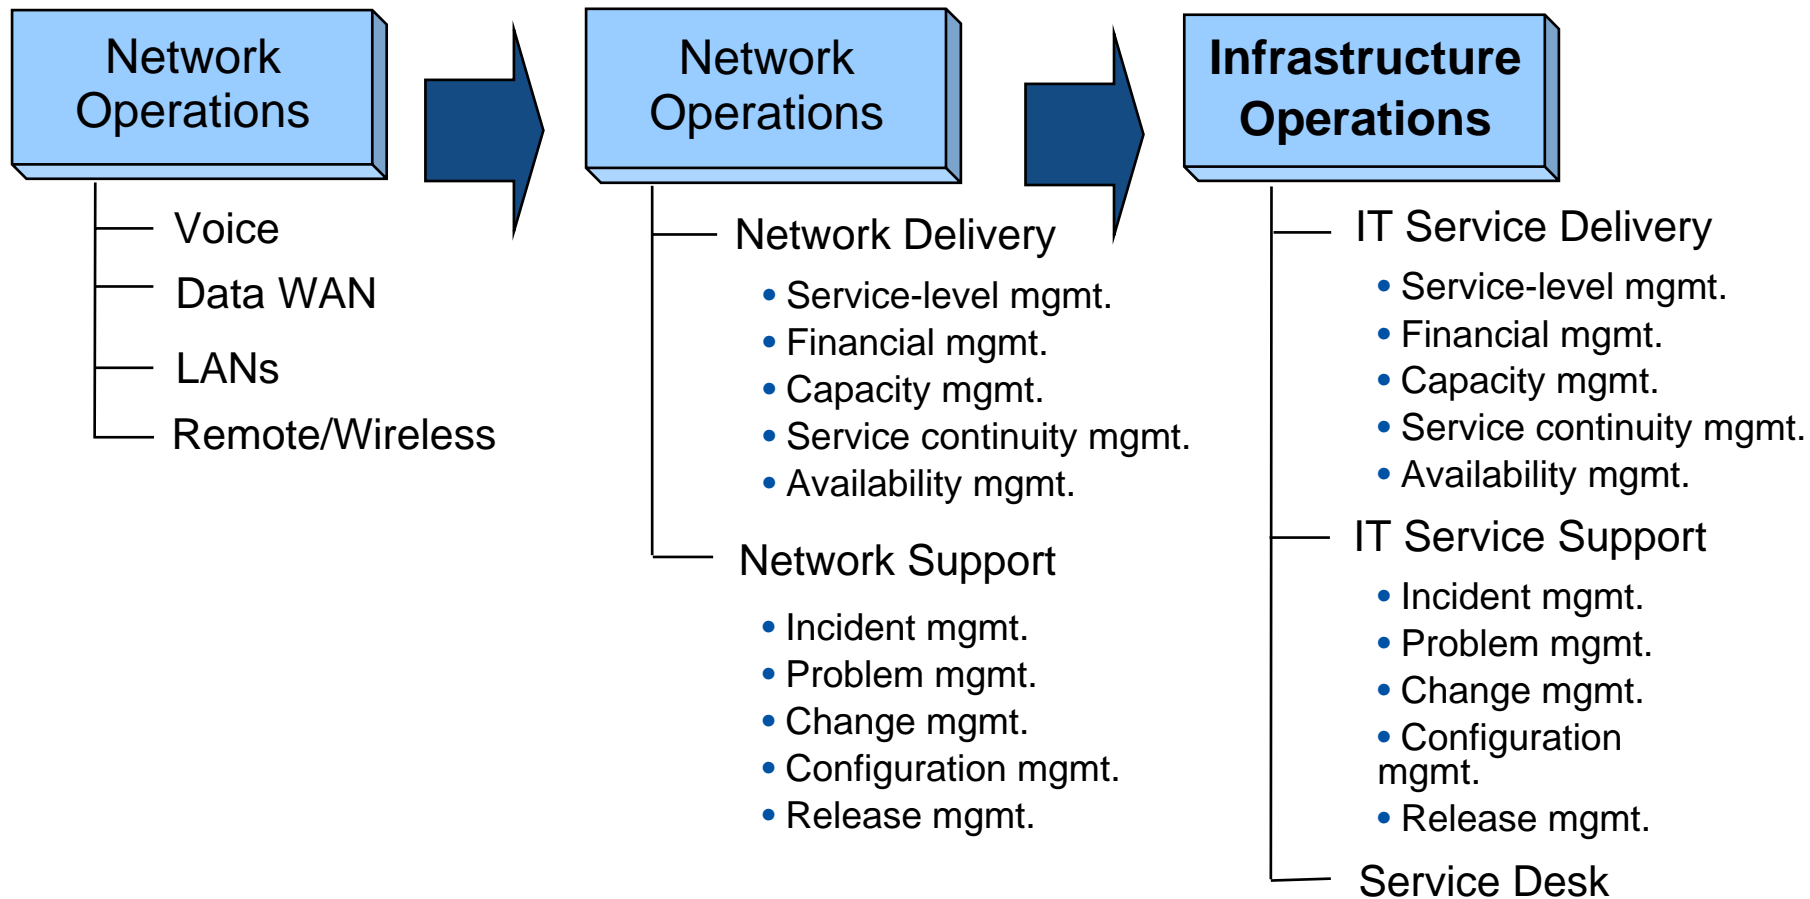 Network
Operations
Voice
Data WAN
LANs
Remote/Wireless
Network
Operations
Network Delivery
• Service-level mgmt.
• Financial mgmt.
• Capacity mgmt.
• Service continuity mgmt.
• Availability mgmt.
Network Support
• Incident mgmt.
• Problem mgmt.
• Change mgmt.
• Configuration mgmt.
• Release mgmt.
Infrastructure
Operations
IT Service Delivery
• Service-level mgmt.
• Financial mgmt.
• Capacity mgmt.
• Service continuity mgmt.
• Availability mgmt.
IT Service Support
• Incident mgmt.
• Problem mgmt.
• Change mgmt.
• Configuration
mgmt.
• Release mgmt.
Service Desk